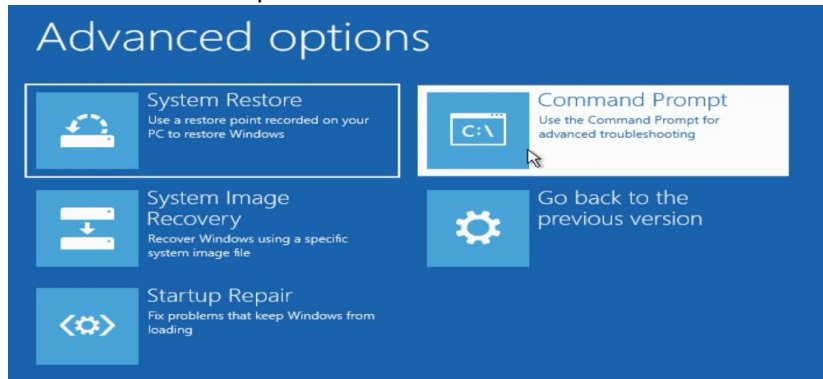 Advanced options
System Restore
Use a restore point recorded on your
PC to restore Windows
C:\
Command Prompt
Use the Command Prompt for
advanced troubleshooting
System Image
Recovery
Recover Windows using a specific
system image file
Go back to the
previous version
Startup Repair
Fix problems that keep Windows from
loading